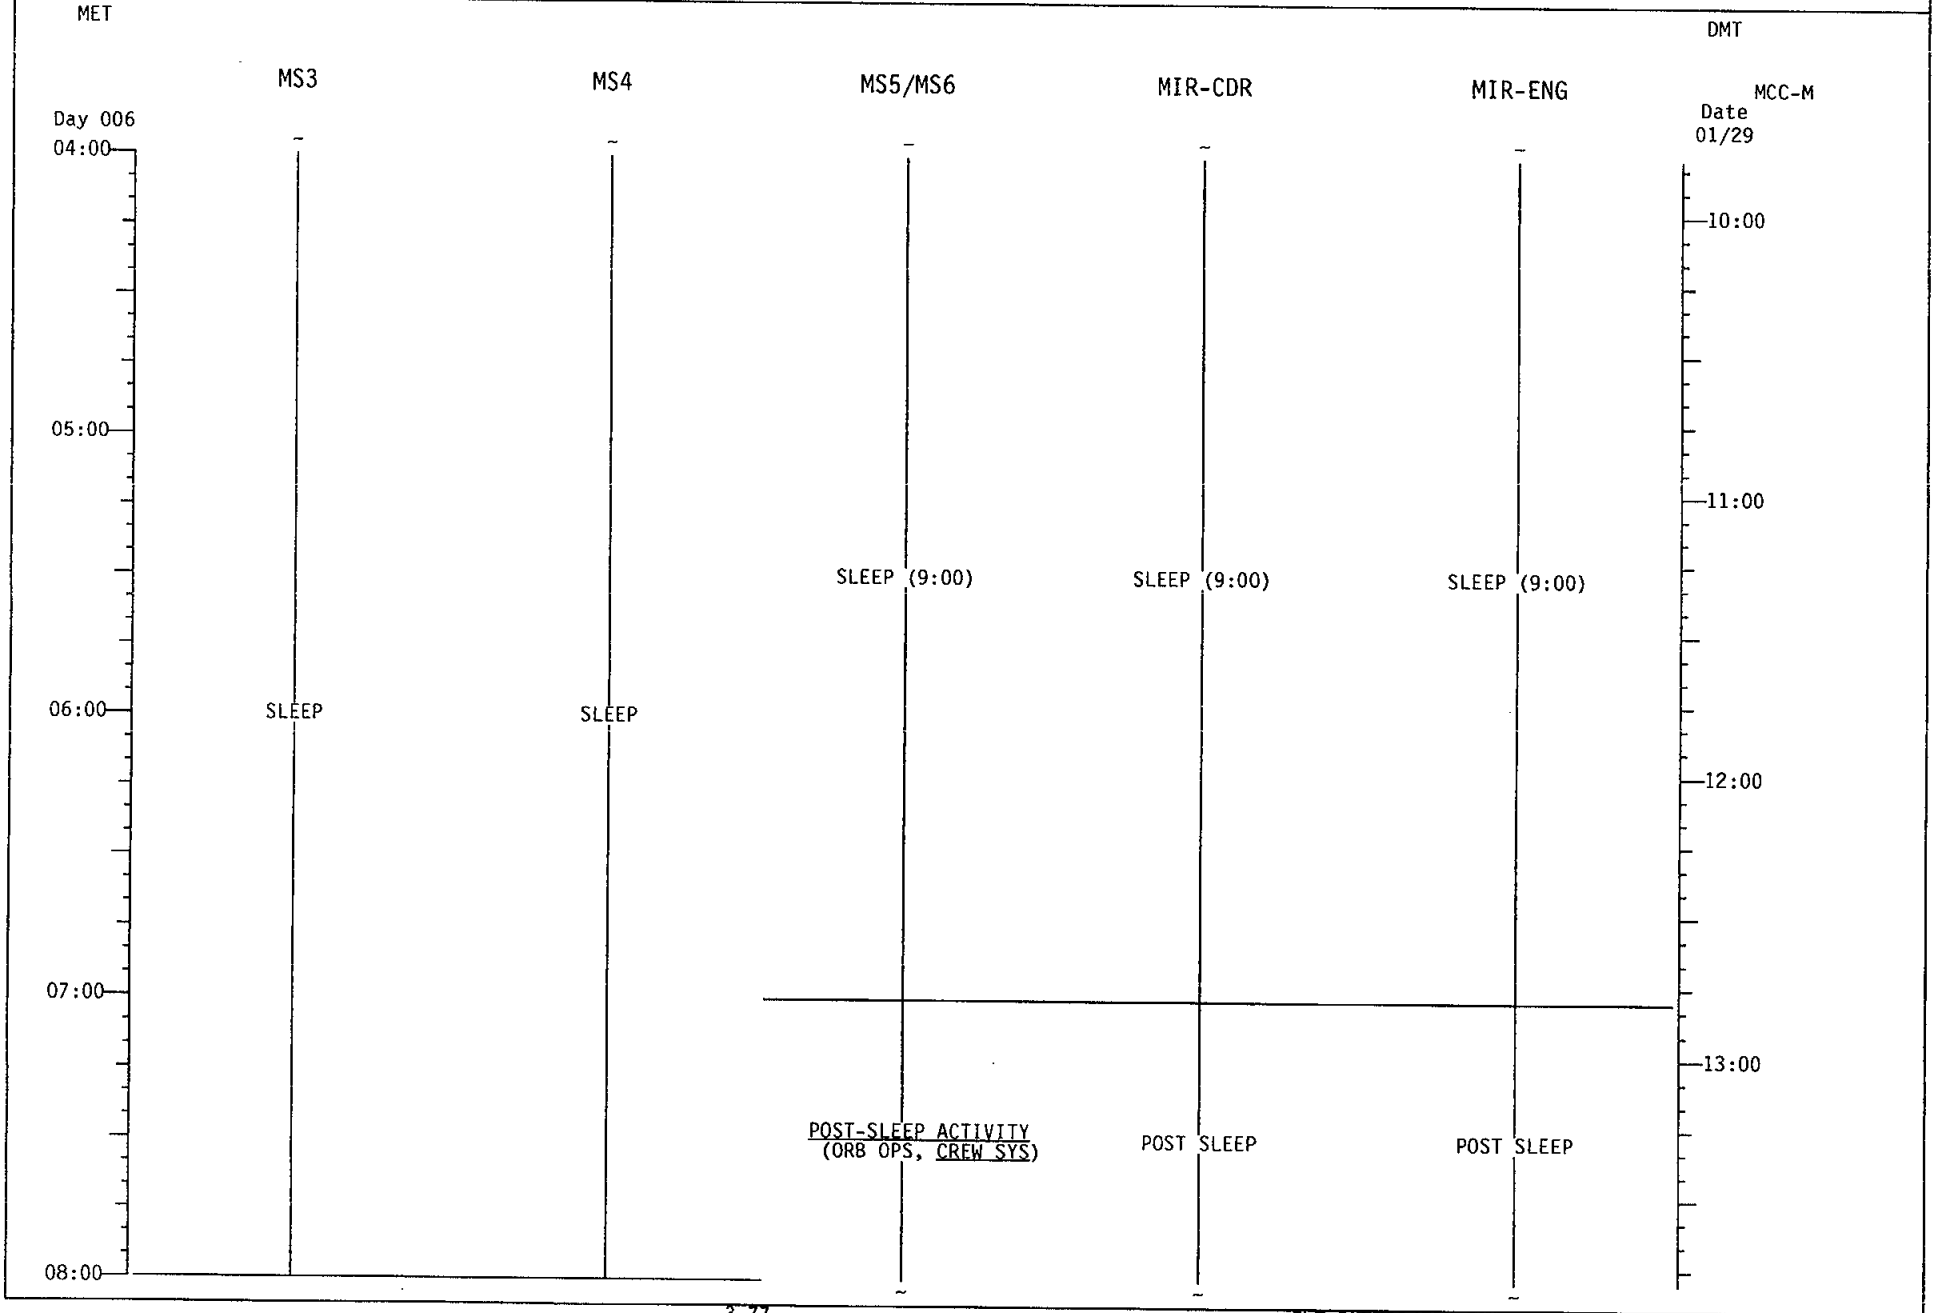 MET
DMT
MS3 MS4 MS5/MS6 MIR-CDR MIR-ENG MCC-M
Day 006
Date
01/29
04:00
10:00
05:00
11:00
SLEEP (9:00) SLEEP (9:00) SLEEP (9:00)
06:00 SLEEP SLEEP
12:00
07:00
13:00
POST-SLEEP ACTIVITY
(ORB OPS, CREW SYS) POST SLEEP POST SLEEP
08:00